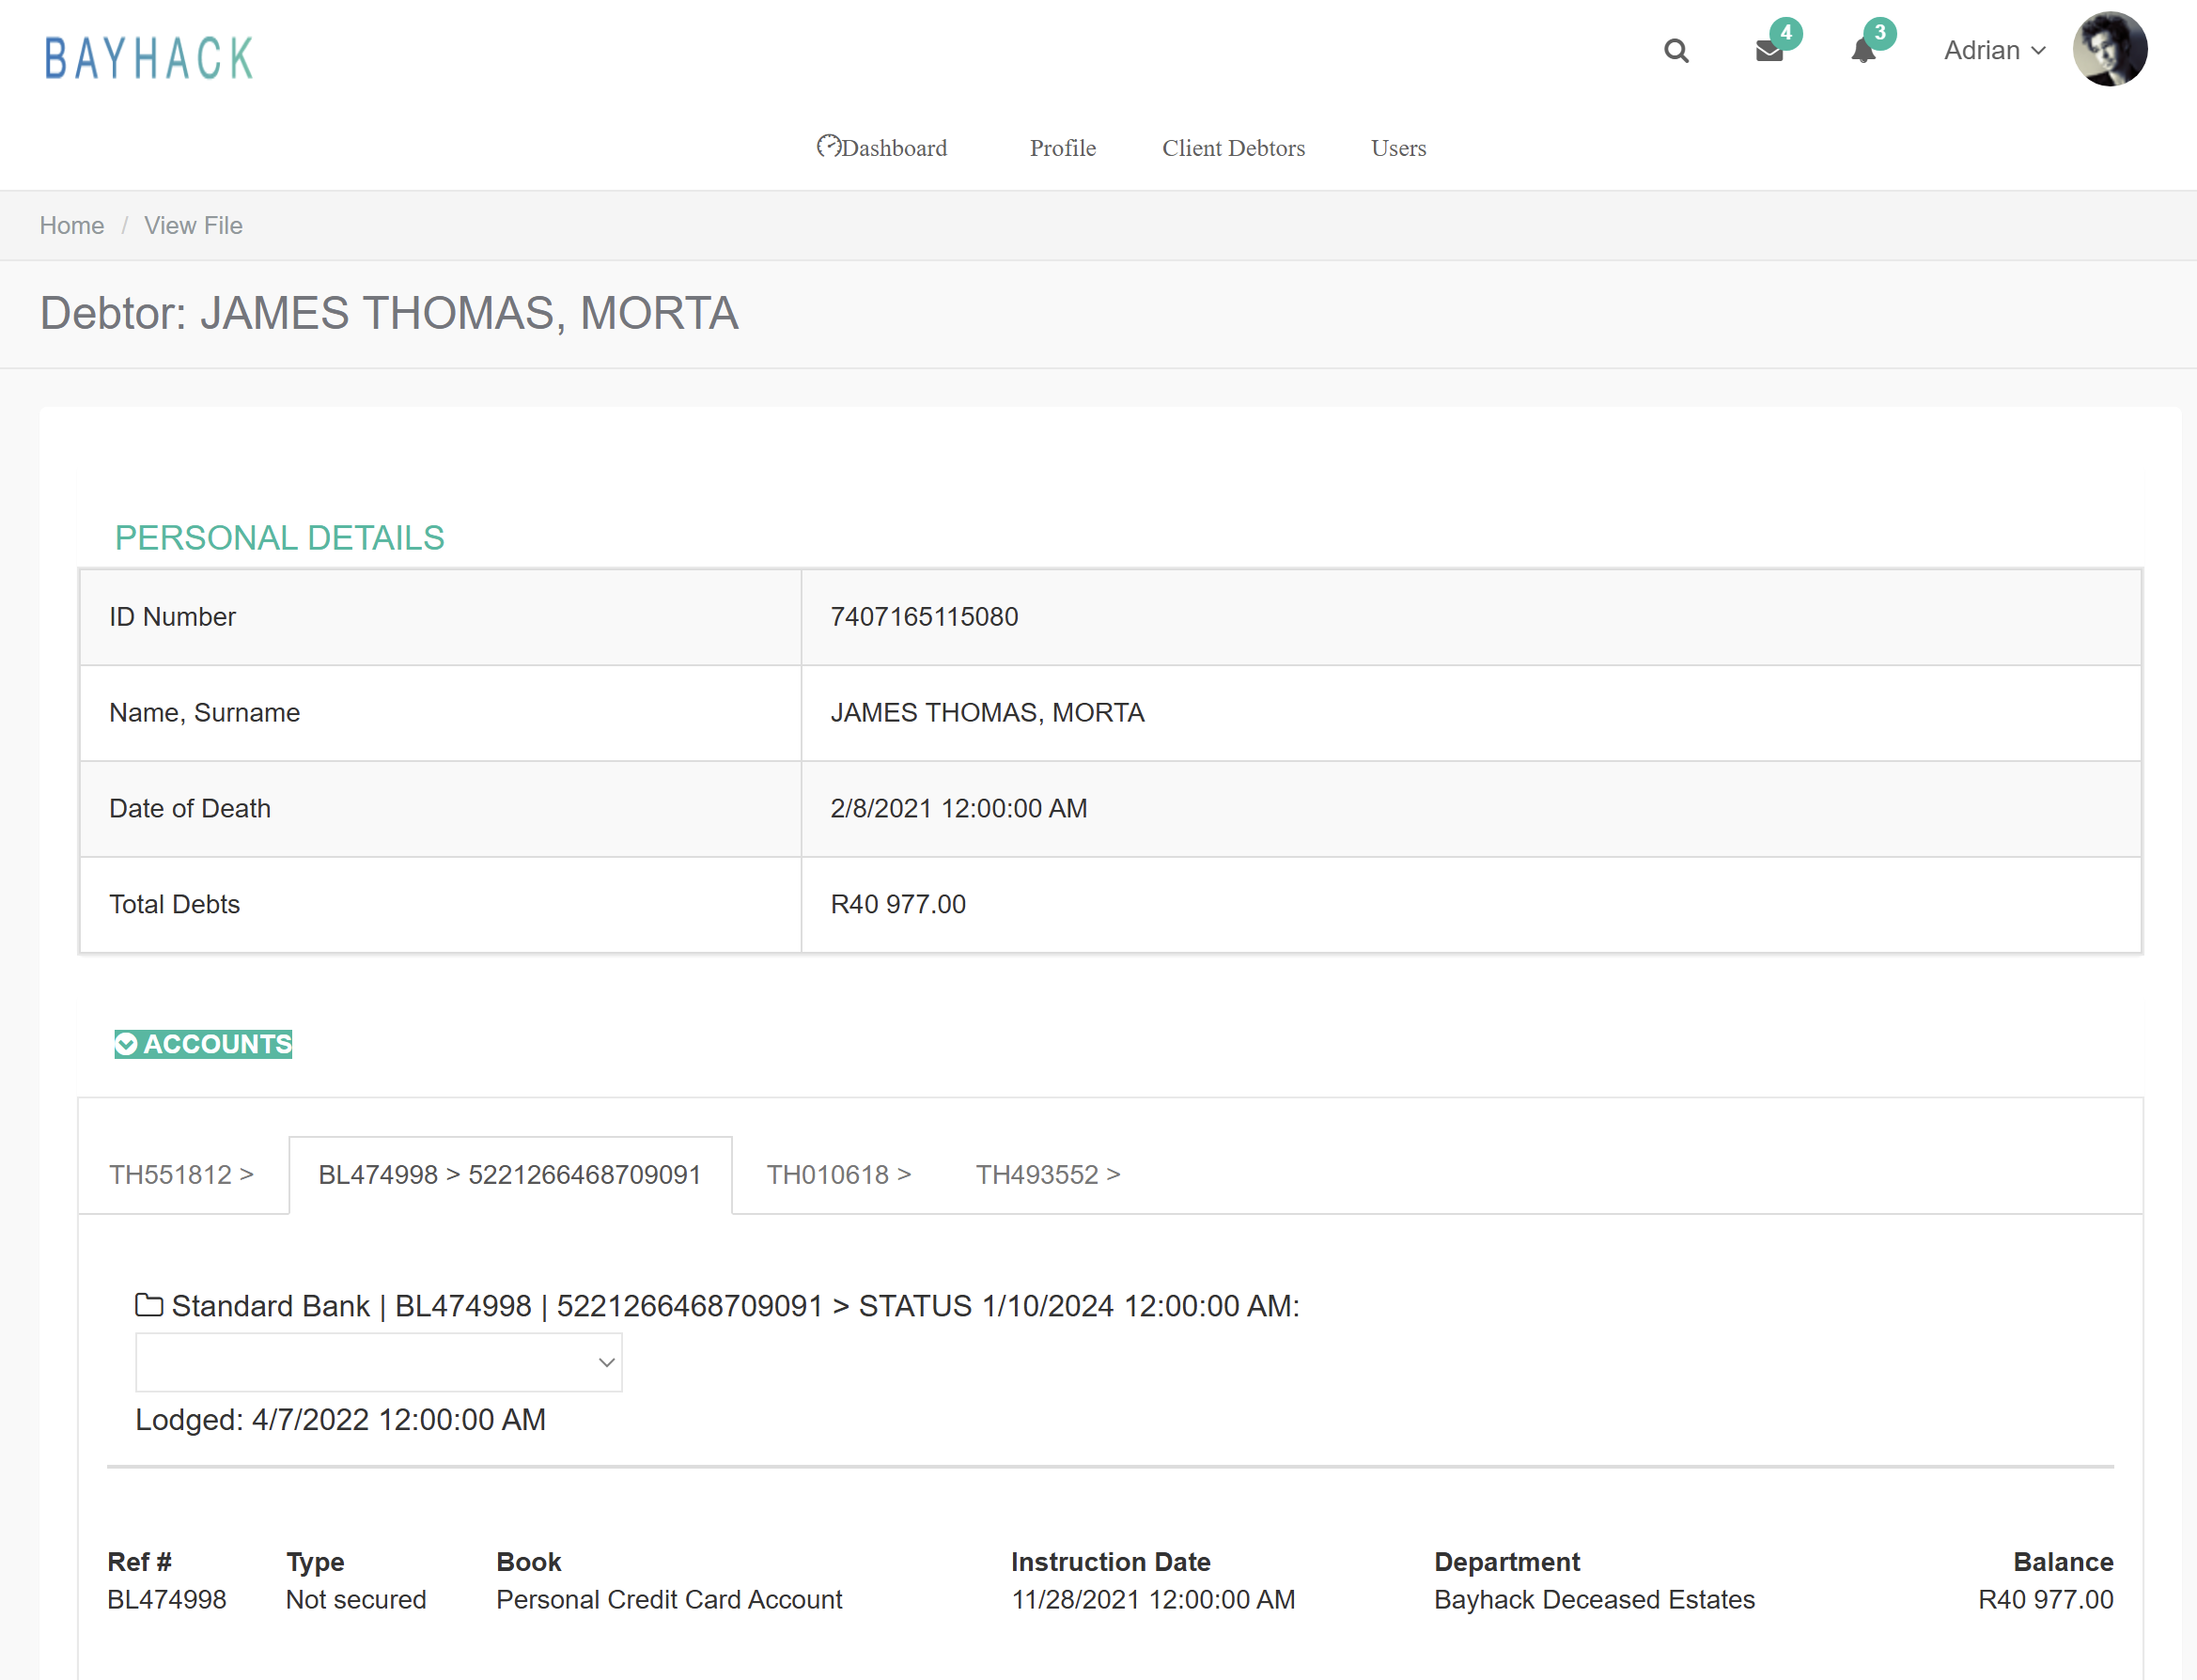 BAYHACK
4
3
Adrian
Dashboard Profile Client Debtors Users
Home / View File
Debtor: JAMES THOMAS, MORTA
PERSONAL DETAILS
ID Number 7407165115080
Name, Surname JAMES THOMAS, MORTA
Date of Death 2/8/2021 12:00:00 AM
Total Debts R40 977.00
ACCOUNTS
TH551812 > BL474998 > 5221266468709091 TH010618 > TH493552 >
Standard Bank | BL474998 | 5221266468709091 > STATUS 1/10/2024 12:00:00 AM:
Lodged: 4/7/2022 12:00:00 AM
Ref # Type Book Instruction Date Department Balance
BL474998 Not secured Personal Credit Card Account 11/28/2021 12:00:00 AM Bayhack Deceased Estates R40 977.00